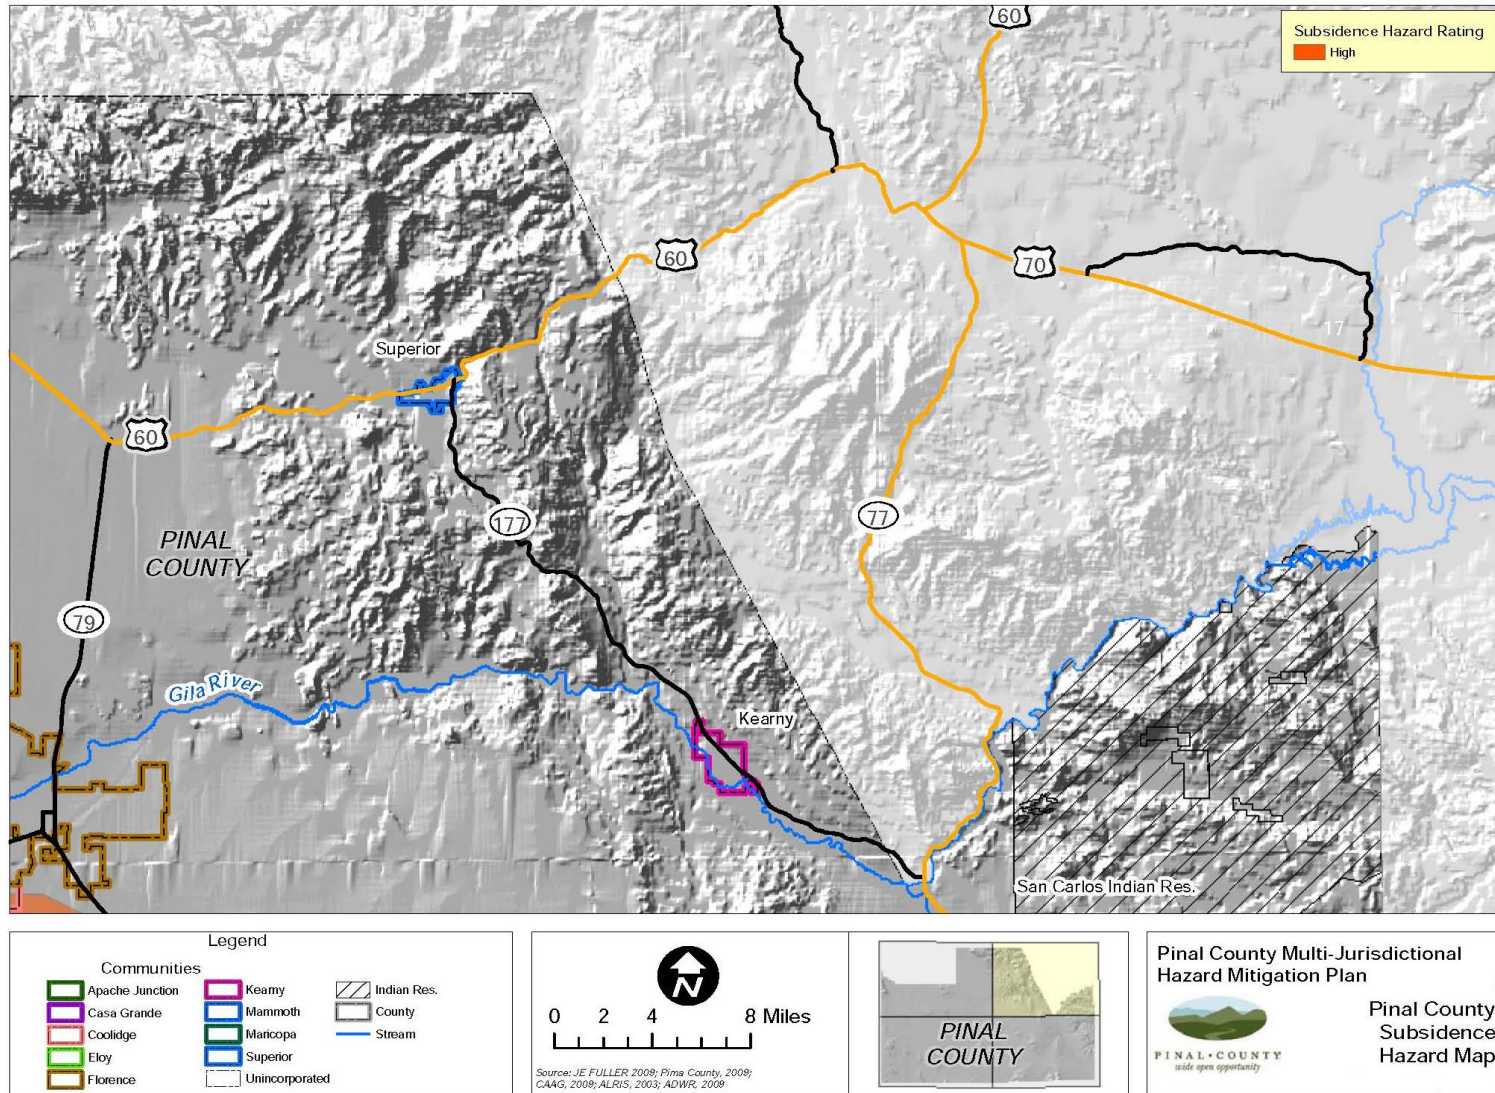 60
Subsidence Hazard Rating
High
60
70
17
Superior
60
177
77
PINAL
COUNTY
79
Gila River
Kearny
San Carlos Indian Res.
Legend
Communities
Apache Junction
Casa Grande
Coolidge
Eloy
Florence
Kearny
Mammoth
Maricopa
Superior
Unincorporated
Indian Res.
County
Stream
N
0 2 4 8 Miles
Source: JE FULLER 2009; Pima County, 2009;
CAAG, 2009; ALRIS, 2003; ADWR, 2009
PINAL
COUNTY
Pinal County Multi-Jurisdictional
Hazard Mitigation Plan
PINAL • COUNTY
wide open opportunity
Pinal County
Subsidence
Hazard Map